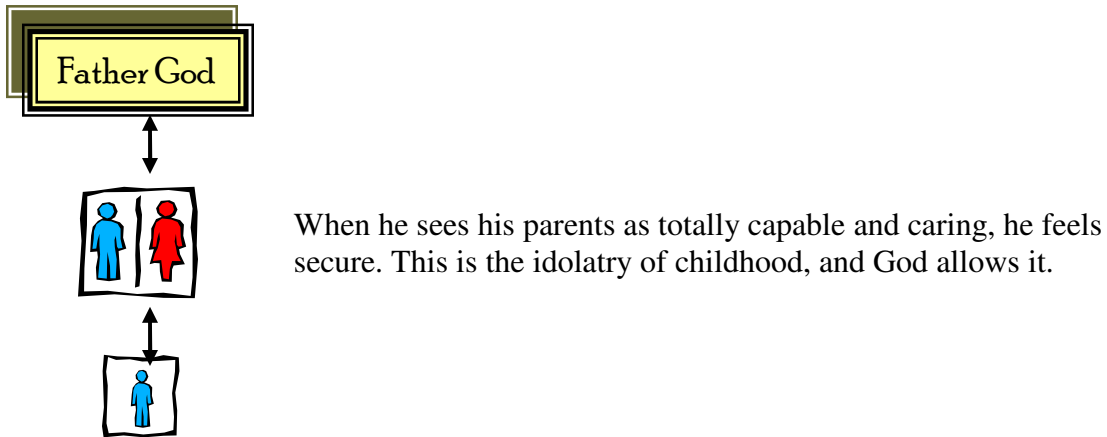 Father God
When he sees his parents as totally capable and caring, he feels
secure. This is the idolatry of childhood, and God allows it.